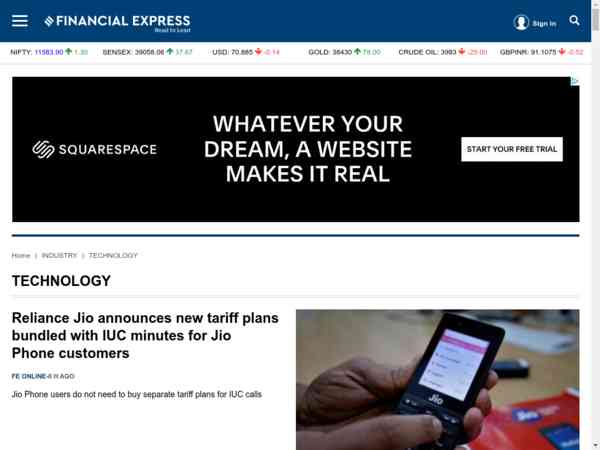 FINANCIAL EXPRESS
Read to Lead
Sign in
NIFTY: 11583.90 1.30 SENSEX: 39058.06 37.67 USD: 70.885 -0.14 GOLD: 38430 78.00 CRUDE OIL: 3983 -29.00 GBPINR: 91.1075 -0.52
SQUARESPACE
WHATEVER YOUR
DREAM, A WEBSITE
MAKES IT REAL
START YOUR FREE TRIAL
Home | INDUSTRY | TECHNOLOGY
TECHNOLOGY
Reliance Jio announces new tariff plans
bundled with IUC minutes for Jio
Phone customers
FE ONLINE-6 H AGO
Jio Phone users do not need to buy separate tariff plans for IUC calls
Jio
Jio